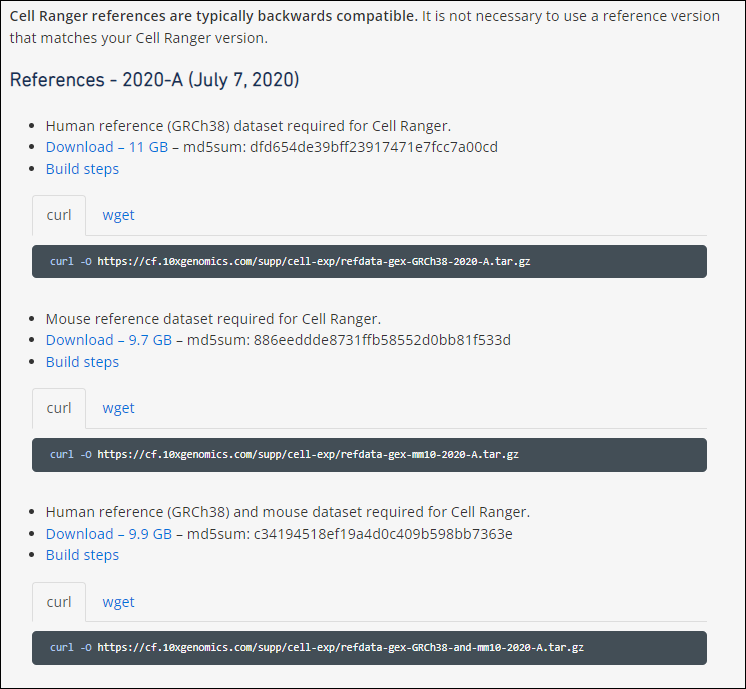 Cell Ranger references are typically backwards compatible. It is not necessary to use a reference version
that matches your Cell Ranger version.
References - 2020-A (July 7, 2020)
• Human reference (GRCh38) dataset required for Cell Ranger.
• Download – 11 GB – md5sum: dfd654de39bff23917471e7fcc7a00cd
• Build steps
curl wget
curl -O https://cf.10xgenomics.com/supp/cell-exp/refdata-gex-GRCh38-2020-A.tar.gz
• Mouse reference dataset required for Cell Ranger.
• Download – 9.7 GB – md5sum: 886eeddde8731ffb58552d0bb81f533d
• Build steps
curl wget
curl -O https://cf.10xgenomics.com/supp/cell-exp/refdata-gex-mm10-2020-A.tar.gz
• Human reference (GRCh38) and mouse dataset required for Cell Ranger.
• Download – 9.9 GB – md5sum: c34194518ef19a4d0c409b598bb7363e
• Build steps
curl wget
curl -O https://cf.10xgenomics.com/supp/cell-exp/refdata-gex-GRCh38-and-mm10-2020-A.tar.gz